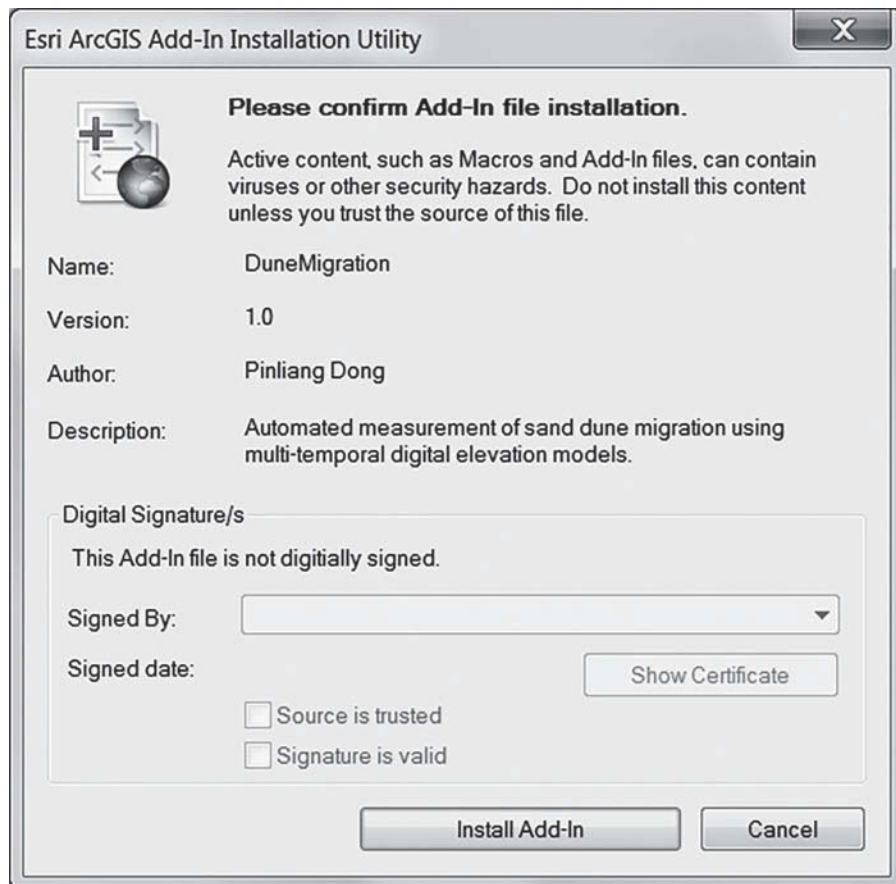 Esri ArcGIS Add-In Installation Utility
X
Please confirm Add-In file installation.
Active content, such as Macros and Add-In files, can contain
viruses or other security hazards. Do not install this content
unless you trust the source of this file.
Name: DuneMigration
Version: 1.0
Author: Pinliang Dong
Description: Automated measurement of sand dune migration using
multi-temporal digital elevation models.
Digital Signature/s
This Add-In file is not digitially signed.
Signed By:
Signed date:
Show Certificate
Source is trusted
Signature is valid
Install Add-In
Cancel